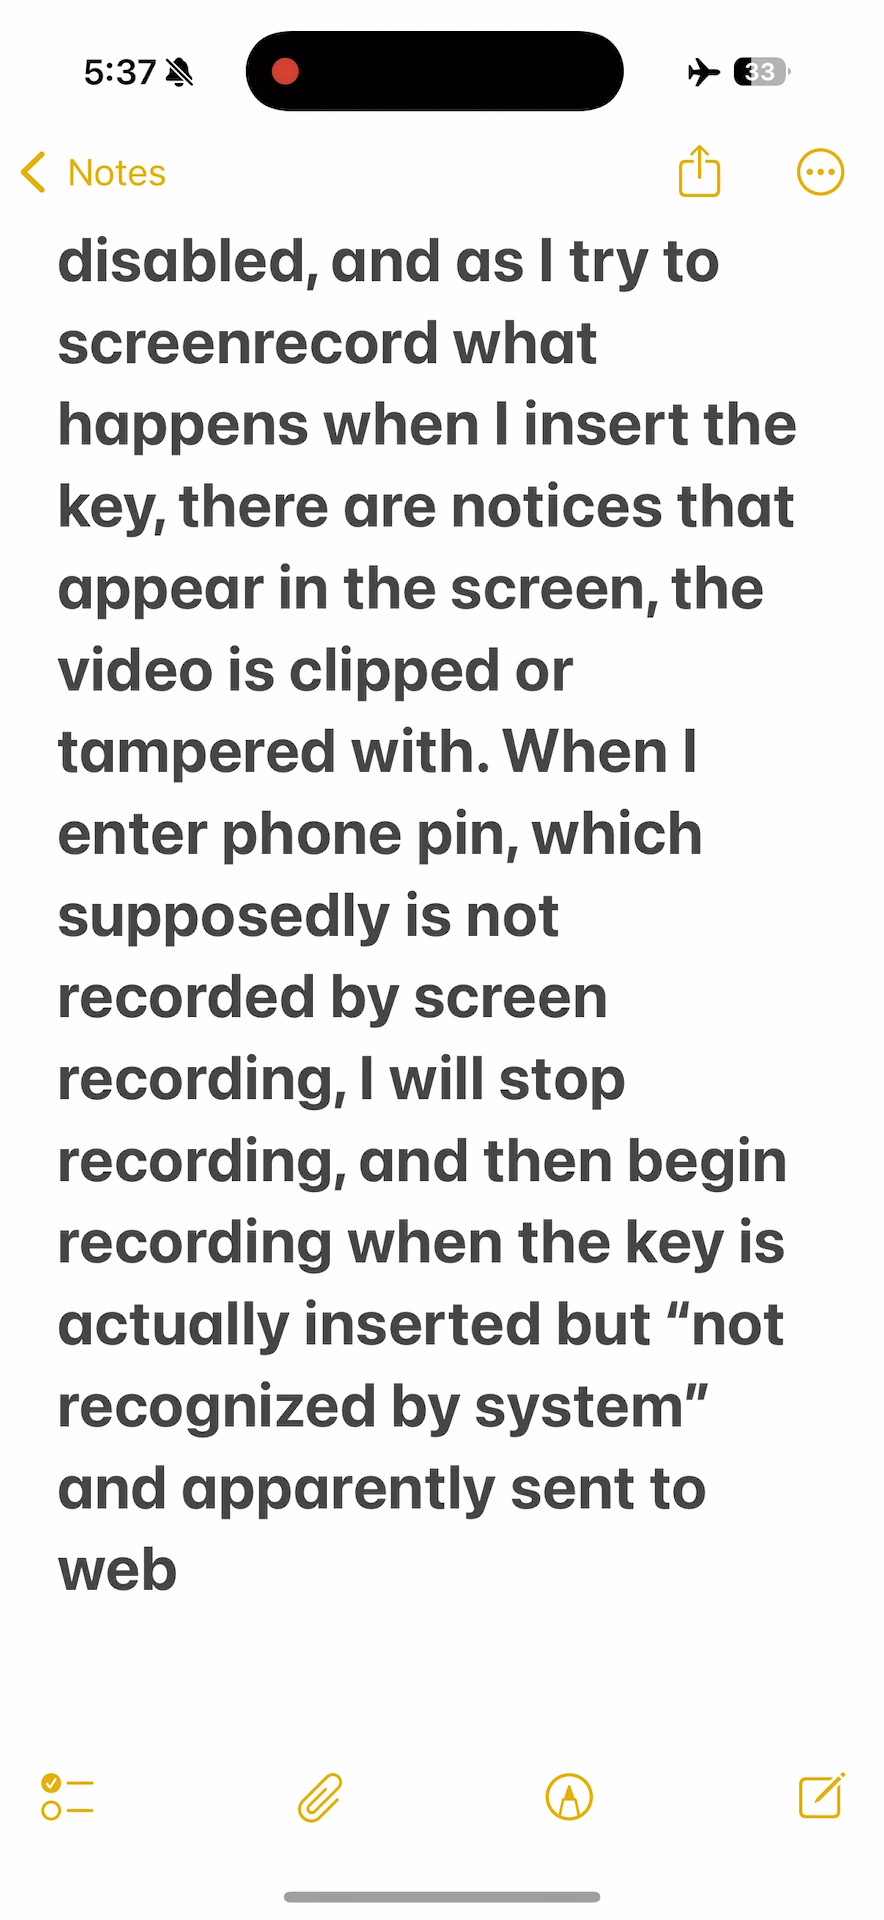 5:37
33
Notes
disabled, and as I try to
screenrecord what
happens when I insert the
key, there are notices that
appear in the screen, the
video is clipped or
tampered with. When I
enter phone pin, which
supposedly is not
recorded by screen
recording, I will stop
recording, and then begin
recording when the key is
actually inserted but “not
recognized by system”
and apparently sent to
web